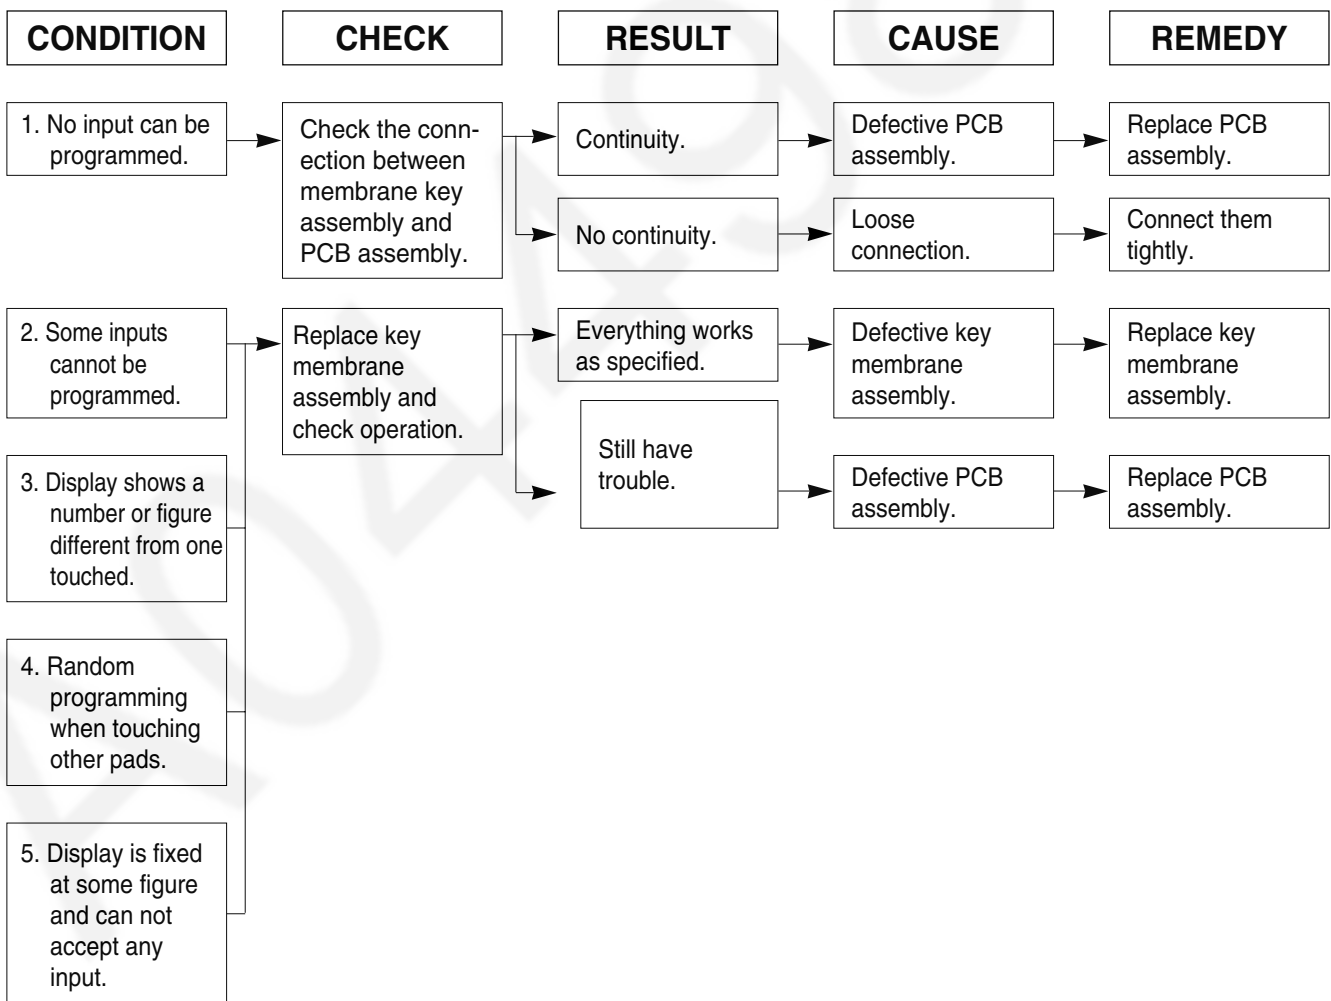 CONDITION
CHECK
RESULT
CAUSE
REMEDY
1. No input can be
programmed.
Check the conn-
ection between
membrane key
assembly and
PCB assembly.
Continuity.
Defective PCB
assembly.
Replace PCB
assembly.
No continuity.
Loose
connection.
Connect them
tightly.
2. Some inputs
cannot be
programmed.
Replace key
membrane
assembly and
check operation.
Everything works
as specified.
Defective key
membrane
assembly.
Replace key
membrane
assembly.
Still have
trouble.
Defective PCB
assembly.
Replace PCB
assembly.
3. Display shows a
number or figure
different from one
touched.
4. Random
programming
when touching
other pads.
5. Display is fixed
at some figure
and can not
accept any
input.